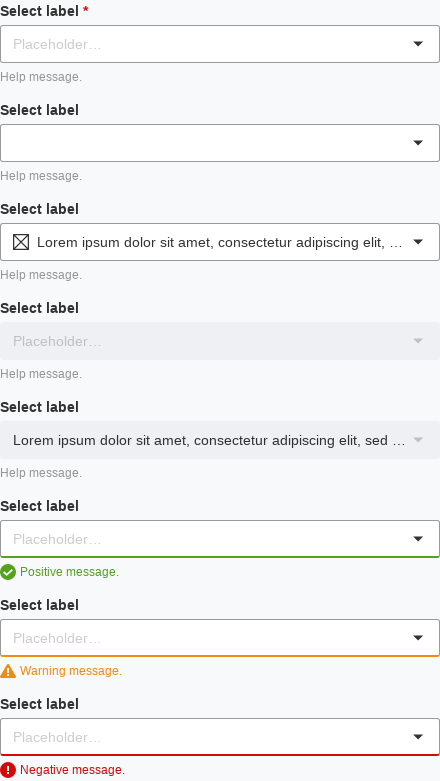 Select label *
Placeholder…
Help message.
Select label
Help message.
Select label
Lorem ipsum dolor sit amet, consectetur adipiscing elit, …
Help message.
Select label
Placeholder…
Help message.
Select label
Lorem ipsum dolor sit amet, consectetur adipiscing elit, sed …
Help message.
Select label
Placeholder…
Positive message.
Select label
Placeholder…
Warning message.
Select label
Placeholder…
Negative message.